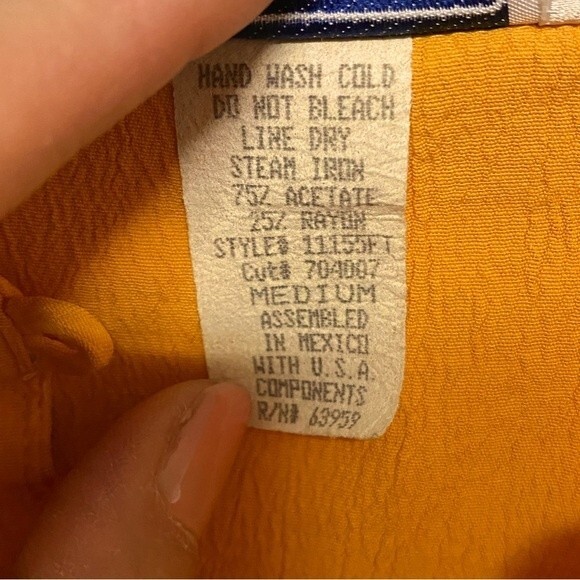 HAND WASH COLD
DO NOT BLEACH
LINE DRY
STEAM IRON
75% ACETATE
25% RAYON
STYLE# 11155FT
Cut# 704007
MEDIUM
ASSEMBLED
IN MEXICO
WITH U.S.A.
COMPONENTS
R/N# 63959